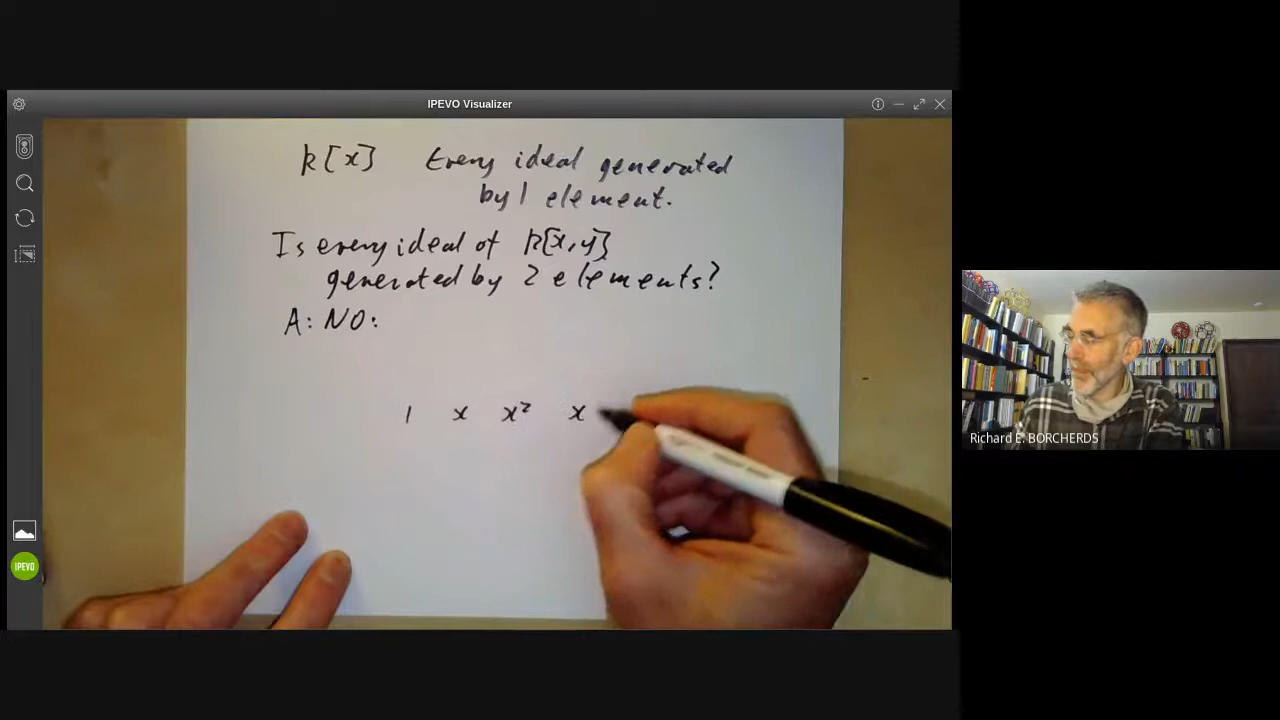 IPEVO Visualizer
k[x] Every ideal generated
by 1 element.
Is every ideal of k[x,y]
generated by 2 elements?
A: NO:
1 x x² x
Richard E. BORCHERDS
IPEVO